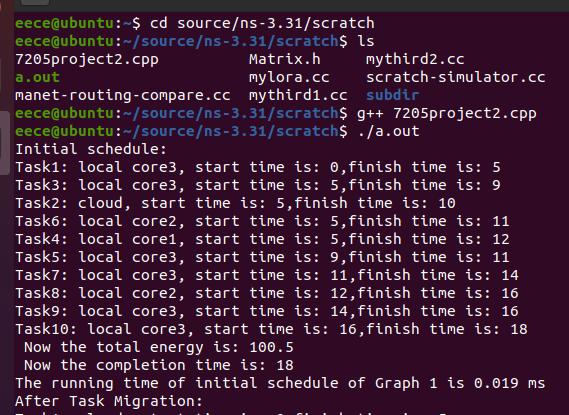 eece@ubuntu:~$ cd source/ns-3.31/scratch
eece@ubuntu:~/source/ns-3.31/scratch$ ls
7205project2.cpp Matrix.h mythird2.cc
a.out mylora.cc scratch-simulator.cc
manet-routing-compare.cc mythird1.cc subdir
eece@ubuntu:~/source/ns-3.31/scratch$ g++ 7205project2.cpp
eece@ubuntu:~/source/ns-3.31/scratch$ ./a.out
Initial schedule:
Task1: local core3, start time is: 0,finish time is: 5
Task3: local core3, start time is: 5,finish time is: 9
Task2: cloud, start time is: 5,finish time is: 10
Task6: local core2, start time is: 5,finish time is: 11
Task4: local core1, start time is: 5,finish time is: 12
Task5: local core3, start time is: 9,finish time is: 11
Task7: local core3, start time is: 11,finish time is: 14
Task8: local core2, start time is: 12,finish time is: 16
Task9: local core3, start time is: 14,finish time is: 16
Task10: local core3, start time is: 16,finish time is: 18
Now the total energy is: 100.5
Now the completion time is: 18
The running time of initial schedule of Graph 1 is 0.019 ms
After Task Migration: